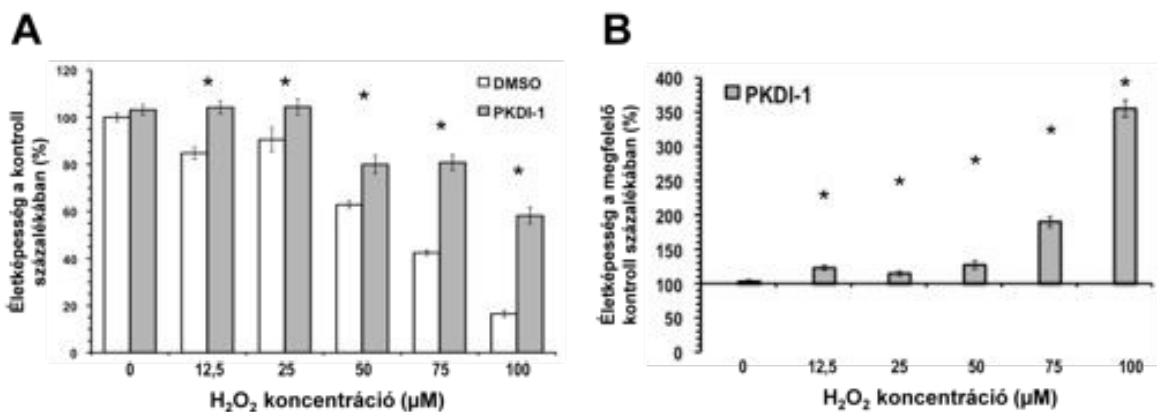 A
Életképesség a kontroll
százalékában (%)
120
100
80
60
40
20
0
DMSO
PKDI-1
* * * * *
0 12,5 25 50 75 100
H₂O₂ koncentráció (µM)
B
Életképesség a megfelelő
kontroll százalékában (%)
400
350
300
250
200
150
100
50
0
PKDI-1
* * * * *
0 12,5 25 50 75 100
H₂O₂ koncentráció (µM)